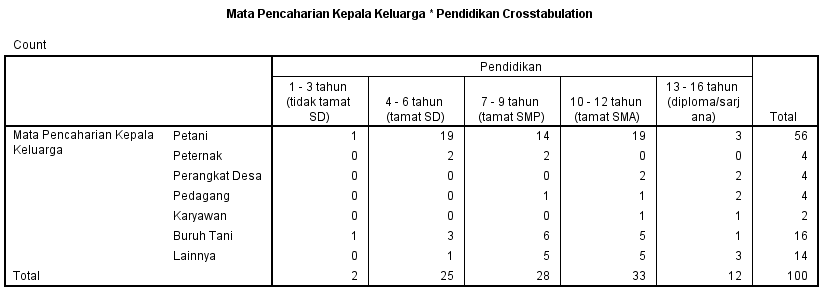 Mata Pencaharian Kepala Keluarga * Pendidikan Crosstabulation
Count
Pendidikan
1 - 3 tahun (tidak tamat SD) 4 - 6 tahun (tamat SD) 7 - 9 tahun (tamat SMP) 10 - 12 tahun (tamat SMA) 13 - 16 tahun (diploma/sarj ana) Total
Mata Pencaharian Kepala Keluarga Petani 1 19 14 19 3 56
Peternak 0 2 2 0 0 4
Perangkat Desa 0 0 0 2 2 4
Pedagang 0 0 1 1 2 4
Karyawan 0 0 0 1 1 2
Buruh Tani 1 3 6 5 1 16
Lainnya 0 1 5 5 3 14
Total 2 25 28 33 12 100